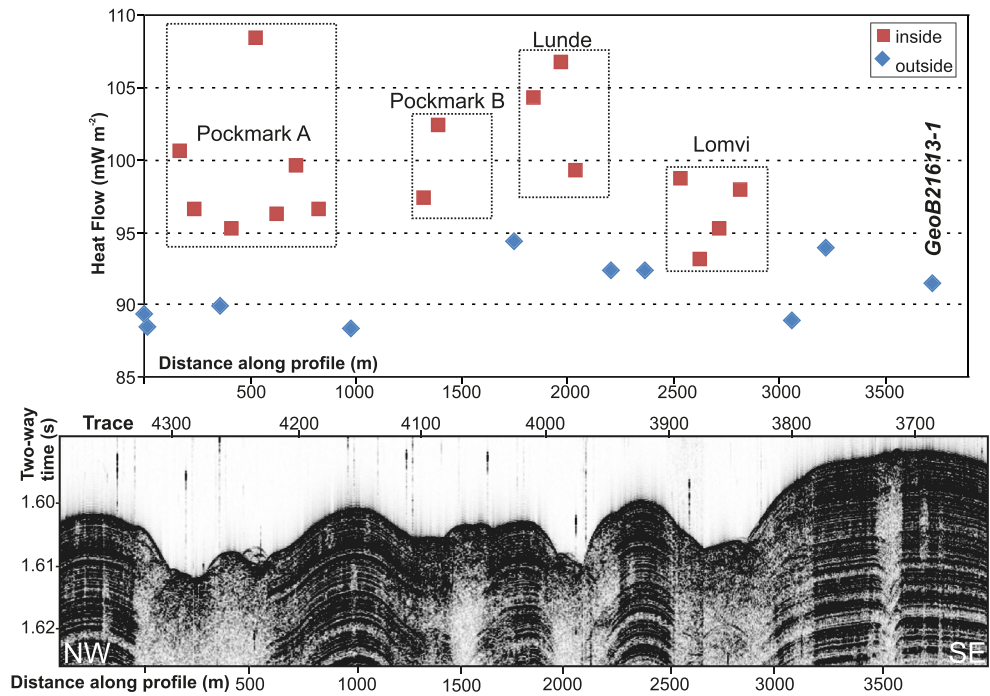 110
105
100
95
90
85
Heat Flow (mW m-2)
Pockmark A
Pockmark B
Lunde
Lomvi
inside
outside
GeoB21613-1
Distance along profile (m)
500 1000 1500 2000 2500 3000 3500
Two-way
time (s)
Trace 4300 4200 4100 4000 3900 3800 3700
1.60
1.61
1.62
NW SE
Distance along profile (m) 500 1000 1500 2000 2500 3000 3500